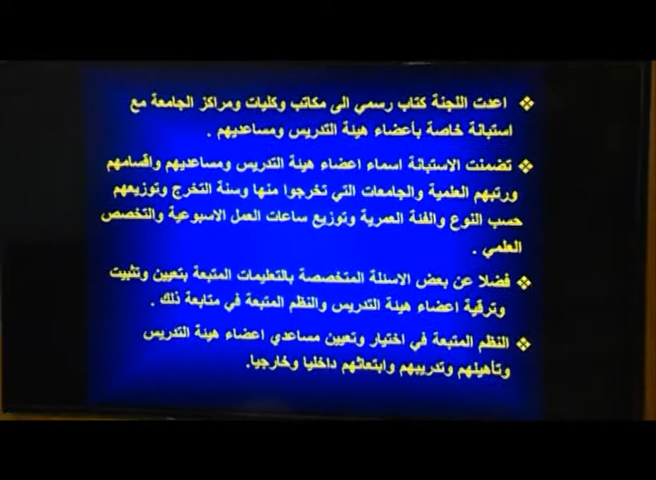 ❖ اعدت اللجنة كتاب رسمي الى مكاتب وكليات ومراكز الجامعة مع
استبانة خاصة بأعضاء هيئة التدريس ومساعديهم .
❖ تضمنت الاستبانة اسماء اعضاء هيئة التدريس ومساعديهم واقسامهم
ورتبهم العلمية والجامعات التي تخرجوا منها وسنة التخرج وتوزيعهم
حسب النوع والفئة العمرية وتوزيع ساعات العمل الاسبوعية والتخصص
العلمي .
❖ فضلا عن بعض الاسئلة المتخصصة بالتعليمات المتبعة بتعيين وتثبيت
وترقية اعضاء هيئة التدريس والنظم المتبعة في متابعة ذلك .
❖ النظم المتبعة في اختيار وتعيين مساعدي اعضاء هيئة التدريس
وتأهيلهم وتدريبهم وابتعاثهم داخليا وخارجيا.